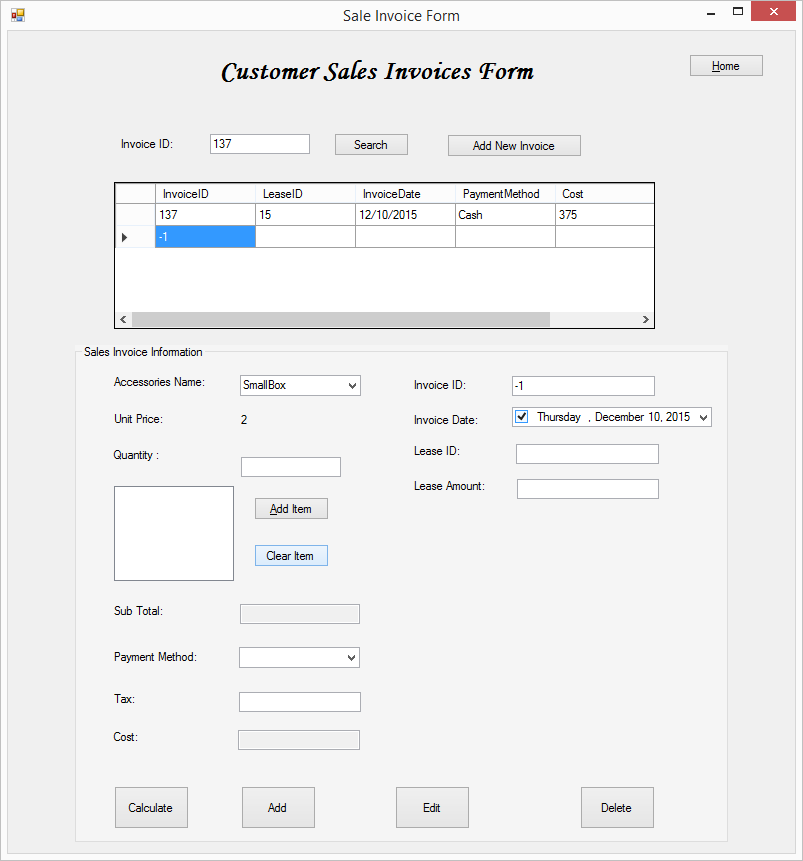 Sale Invoice Form
Customer Sales Invoices Form
Home
Invoice ID: 137 Search Add New Invoice
InvoiceID LeaseID InvoiceDate PaymentMethod Cost
137 15 12/10/2015 Cash 375
-1
Sales Invoice Information
Accessories Name: SmallBox Invoice ID: -1
Unit Price: 2 Invoice Date: Thursday , December 10, 2015
Quantity : Lease ID:
Lease Amount:
Add Item
Clear Item
Sub Total:
Payment Method:
Tax:
Cost:
Calculate Add Edit Delete